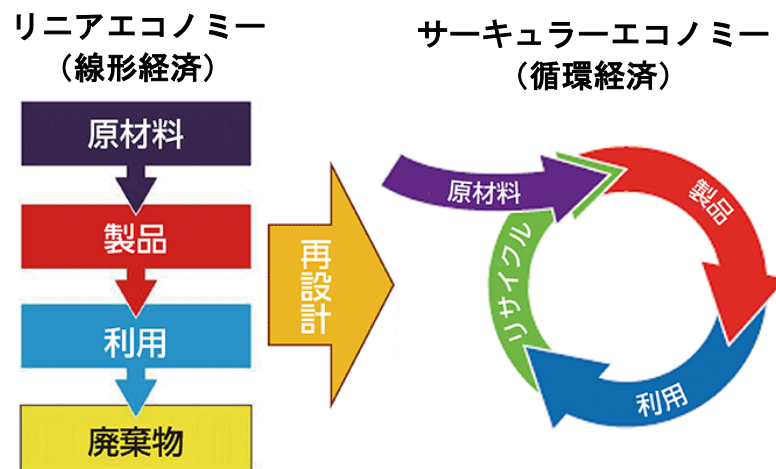 リニアエコノミー
（線形経済）
原材料
製品
利用
廃棄物
再設計
サーキュラーエコノミー
（循環経済）
原材料
製品
利用
リサイクル